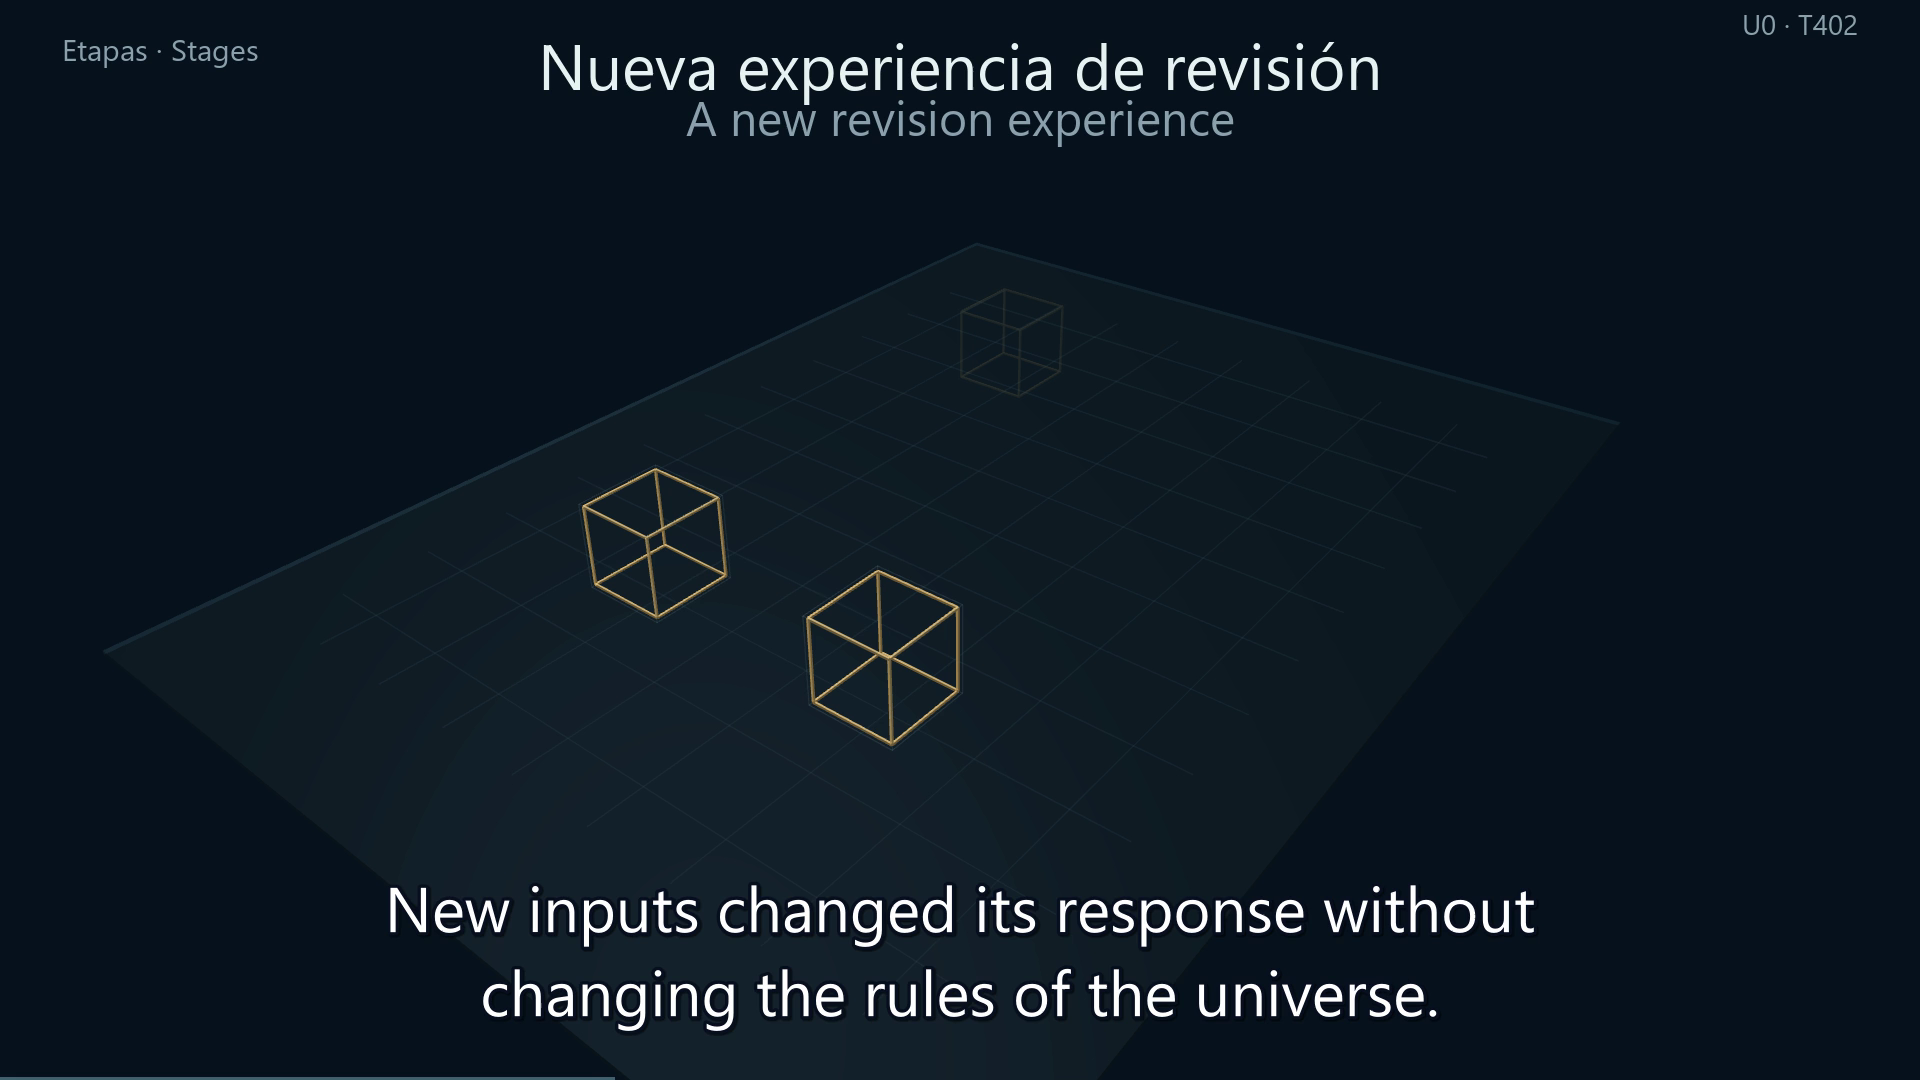 Etapas · Stages
U0 · T402
Nueva experiencia de revisión
A new revision experience
New inputs changed its response without
changing the rules of the universe.